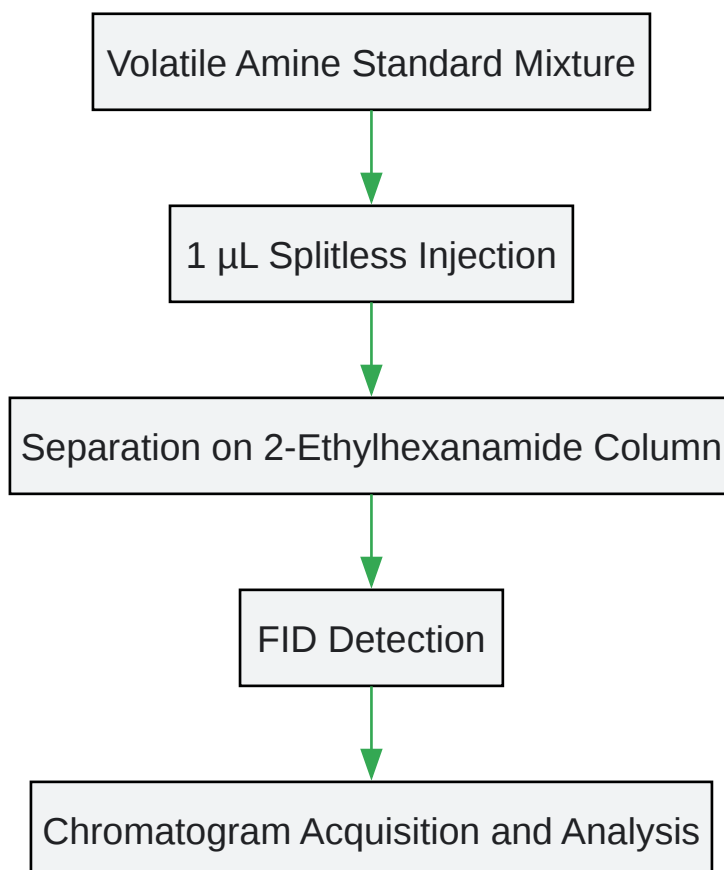 Volatile Amine Standard Mixture
1 µL Splitless Injection
Separation on 2-Ethylhexanamide Column
FID Detection
Chromatogram Acquisition and Analysis